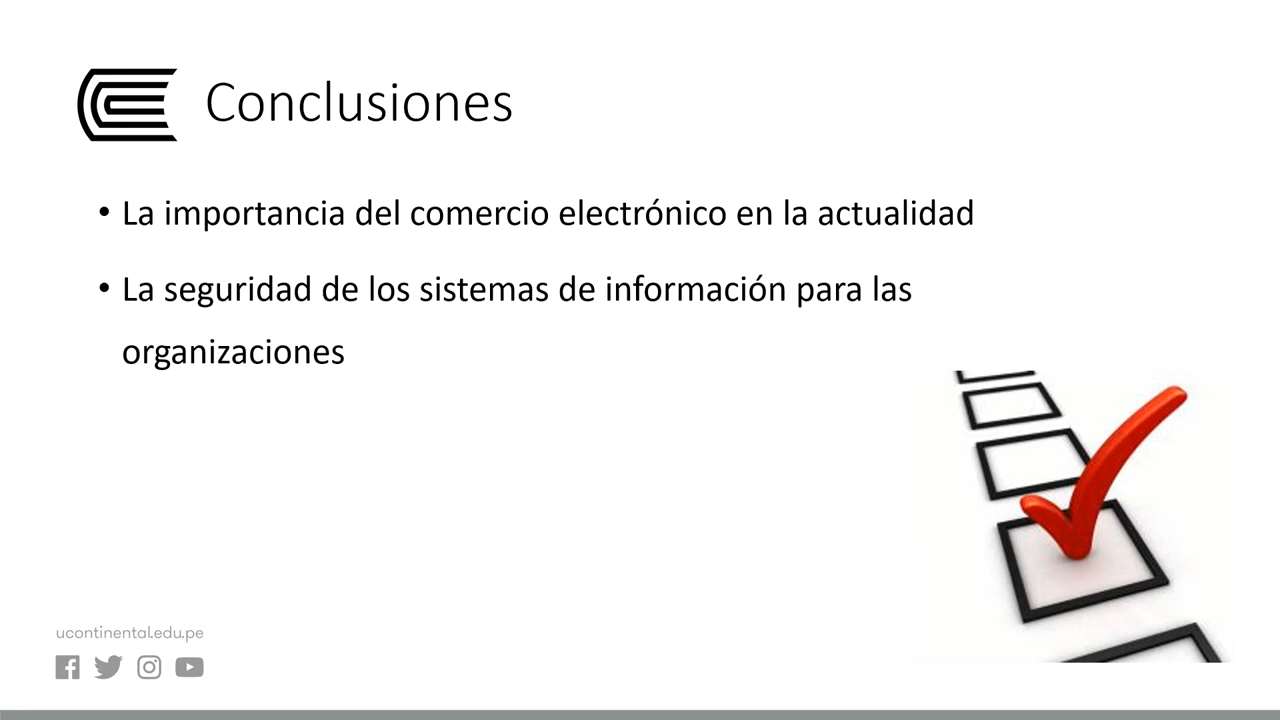 Conclusiones
• La importancia del comercio electrónico en la actualidad
• La seguridad de los sistemas de información para las
organizaciones
ucontinental.edu.pe